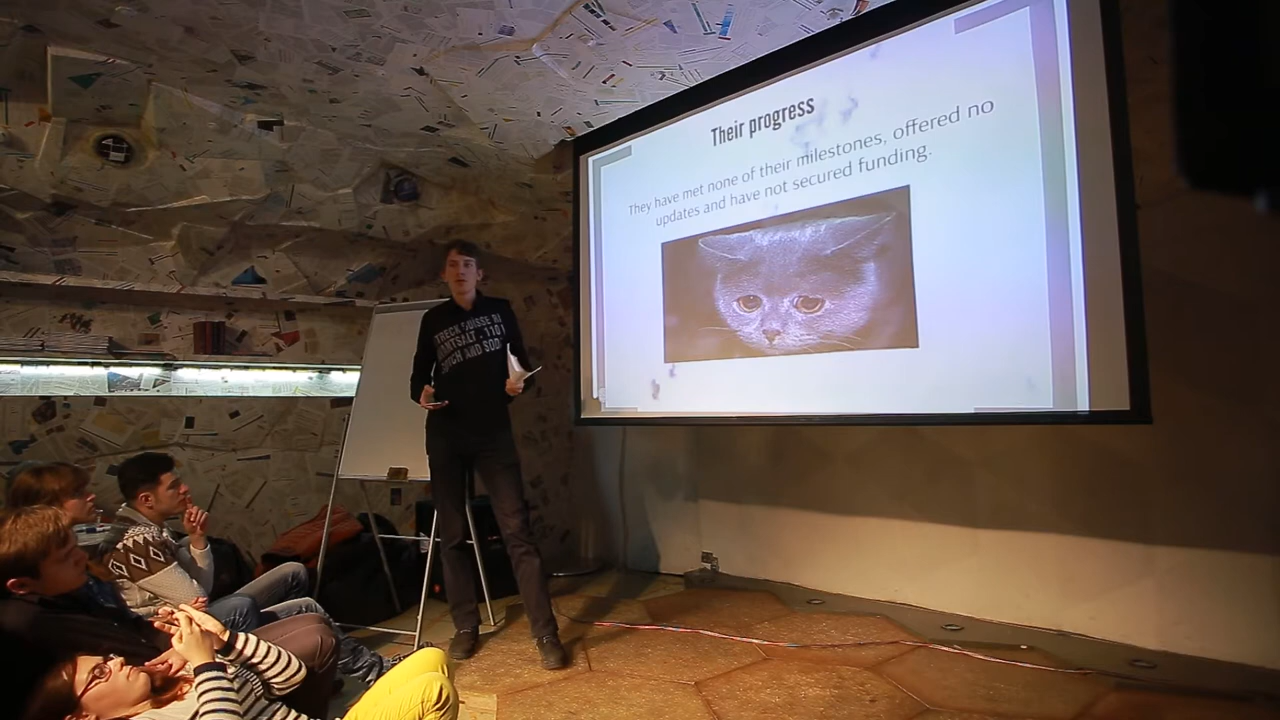 Their progress
They have met none of their milestones, offered no
updates and have not secured funding.